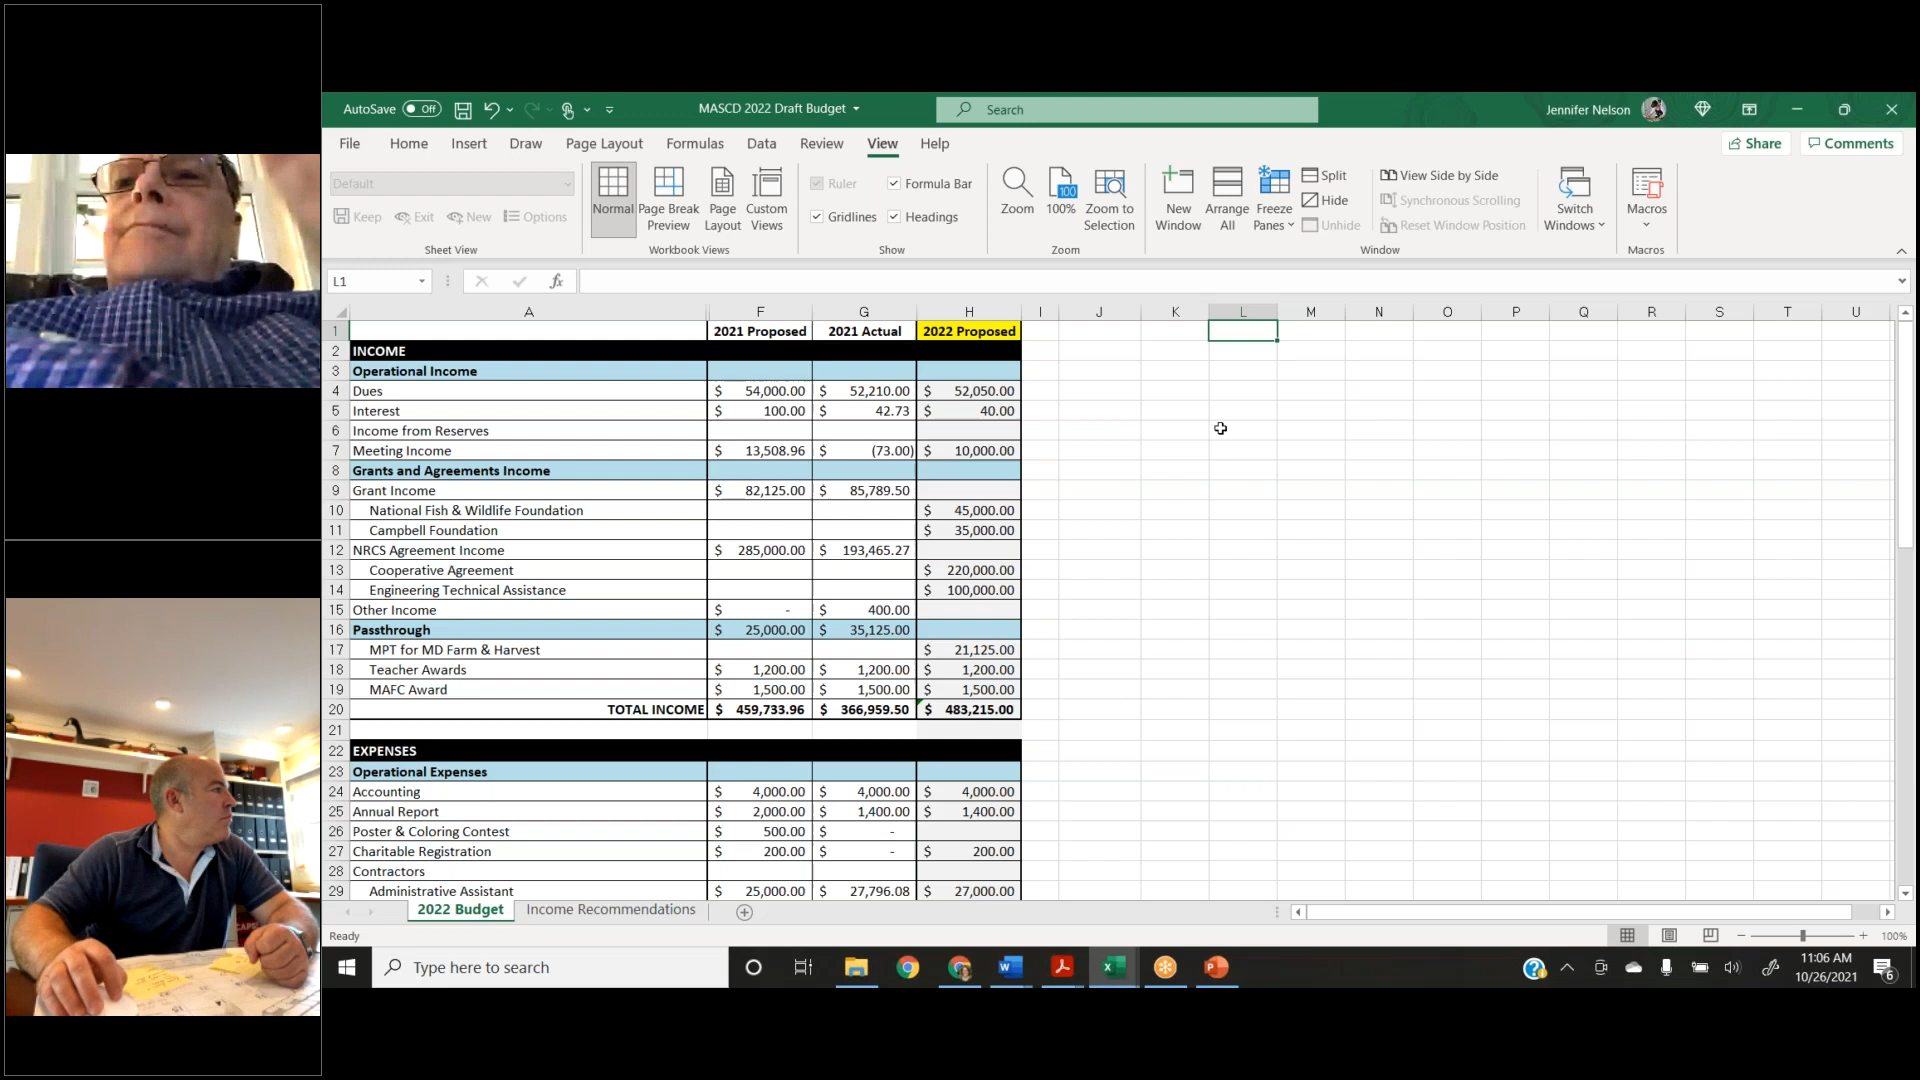 AutoSave Off MASCD 2022 Draft Budget Search Jennifer Nelson
File Home Insert Draw Page Layout Formulas Data Review View Help Share Comments
Default
Keep Exit New Options
Sheet View
Normal Page Break Preview Page Layout Custom Views
Workbook Views
Ruler Formula Bar
Gridlines Headings
Show
Zoom 100% Zoom to Selection
100
Zoom
New Window Arrange All Freeze Panes
Split
Hide
Unhide
View Side by Side
Synchronous Scrolling
Reset Window Position
Window
Switch Windows
Macros
Macros
L1 fx
A F G H I J K L M N O P Q R S T U
1 2021 Proposed 2021 Actual 2022 Proposed
2 INCOME
3 Operational Income
4 Dues $ 54,000.00 $ 52,210.00 $ 52,050.00
5 Interest $ 100.00 $ 42.73 $ 40.00
6 Income from Reserves
7 Meeting Income $ 13,508.96 $ (73.00) $ 10,000.00
8 Grants and Agreements Income
9 Grant Income $ 82,125.00 $ 85,789.50
10 National Fish & Wildlife Foundation $ 45,000.00
11 Campbell Foundation $ 35,000.00
12 NRCS Agreement Income $ 285,000.00 $ 193,465.27
13 Cooperative Agreement $ 220,000.00
14 Engineering Technical Assistance $ 100,000.00
15 Other Income $ - $ 400.00
16 Passthrough $ 25,000.00 $ 35,125.00
17 MPT for MD Farm & Harvest $ 21,125.00
18 Teacher Awards $ 1,200.00 $ 1,200.00 $ 1,200.00
19 MAFC Award $ 1,500.00 $ 1,500.00 $ 1,500.00
20 TOTAL INCOME $ 459,733.96 $ 366,959.50 $ 483,215.00
21
22 EXPENSES
23 Operational Expenses
24 Accounting $ 4,000.00 $ 4,000.00 $ 4,000.00
25 Annual Report $ 2,000.00 $ 1,400.00 $ 1,400.00
26 Poster & Coloring Contest $ 500.00 $ -
27 Charitable Registration $ 200.00 $ - $ 200.00
28 Contractors
29 Administrative Assistant $ 25,000.00 $ 27,796.08 $ 27,000.00
2022 Budget Income Recommendations
Ready 100%
Type here to search
11:06 AM
10/26/2021
6